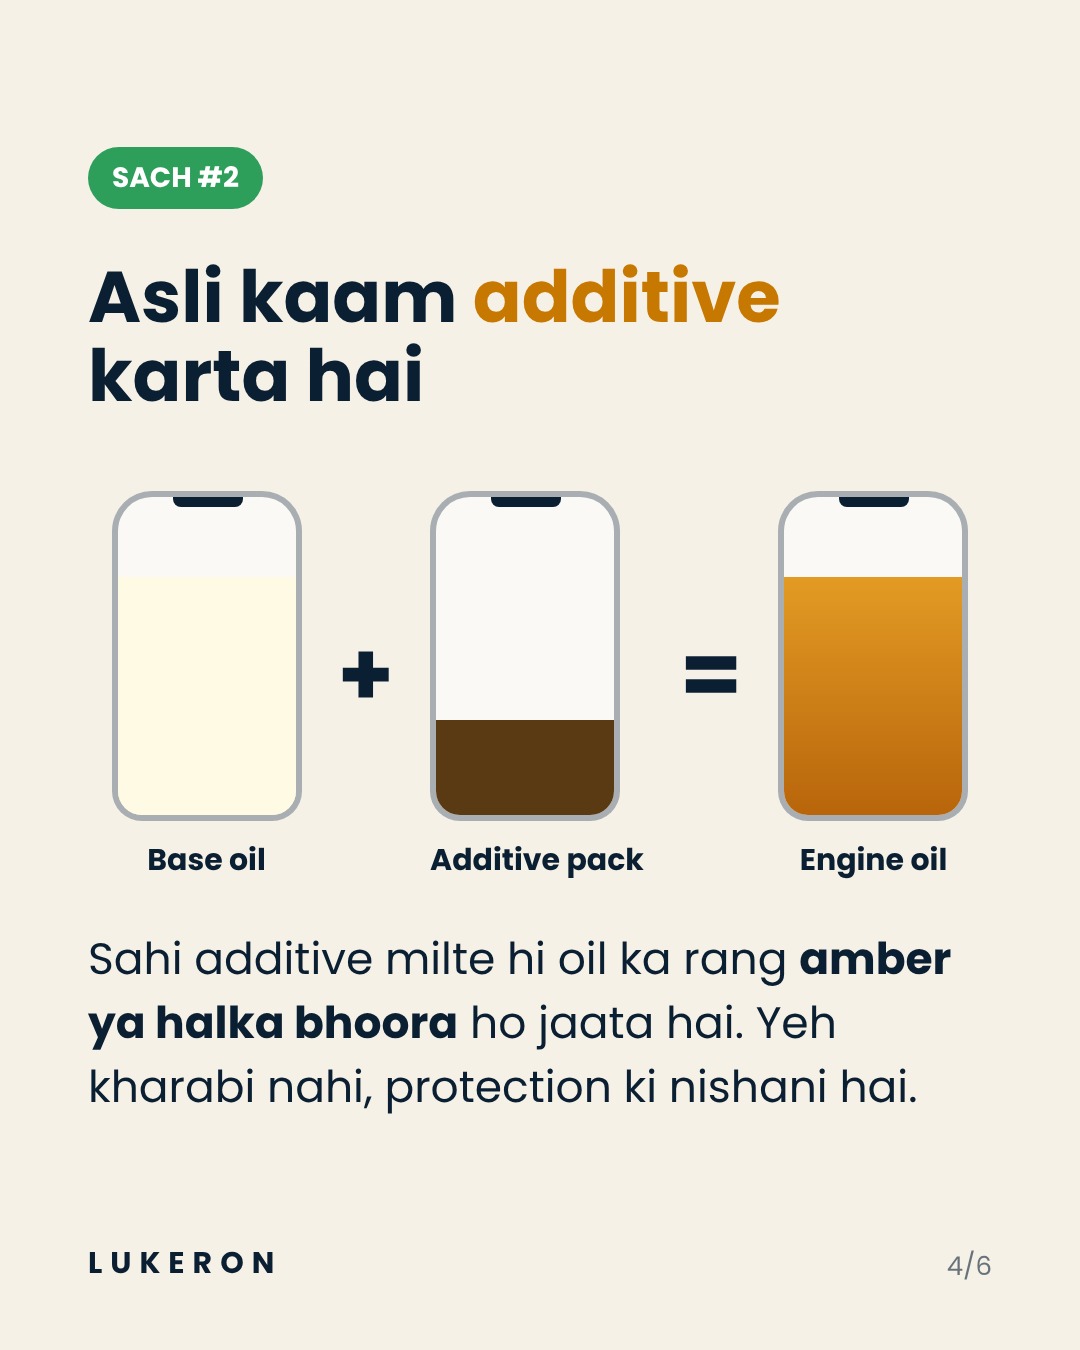 SACH #2
Asli kaam additive
karta hai
+
=
Base oil
Additive pack
Engine oil
Sahi additive milte hi oil ka rang amber
ya halka bhoora ho jaata hai. Yeh
kharabi nahi, protection ki nishani hai.
LUKERON
4/6